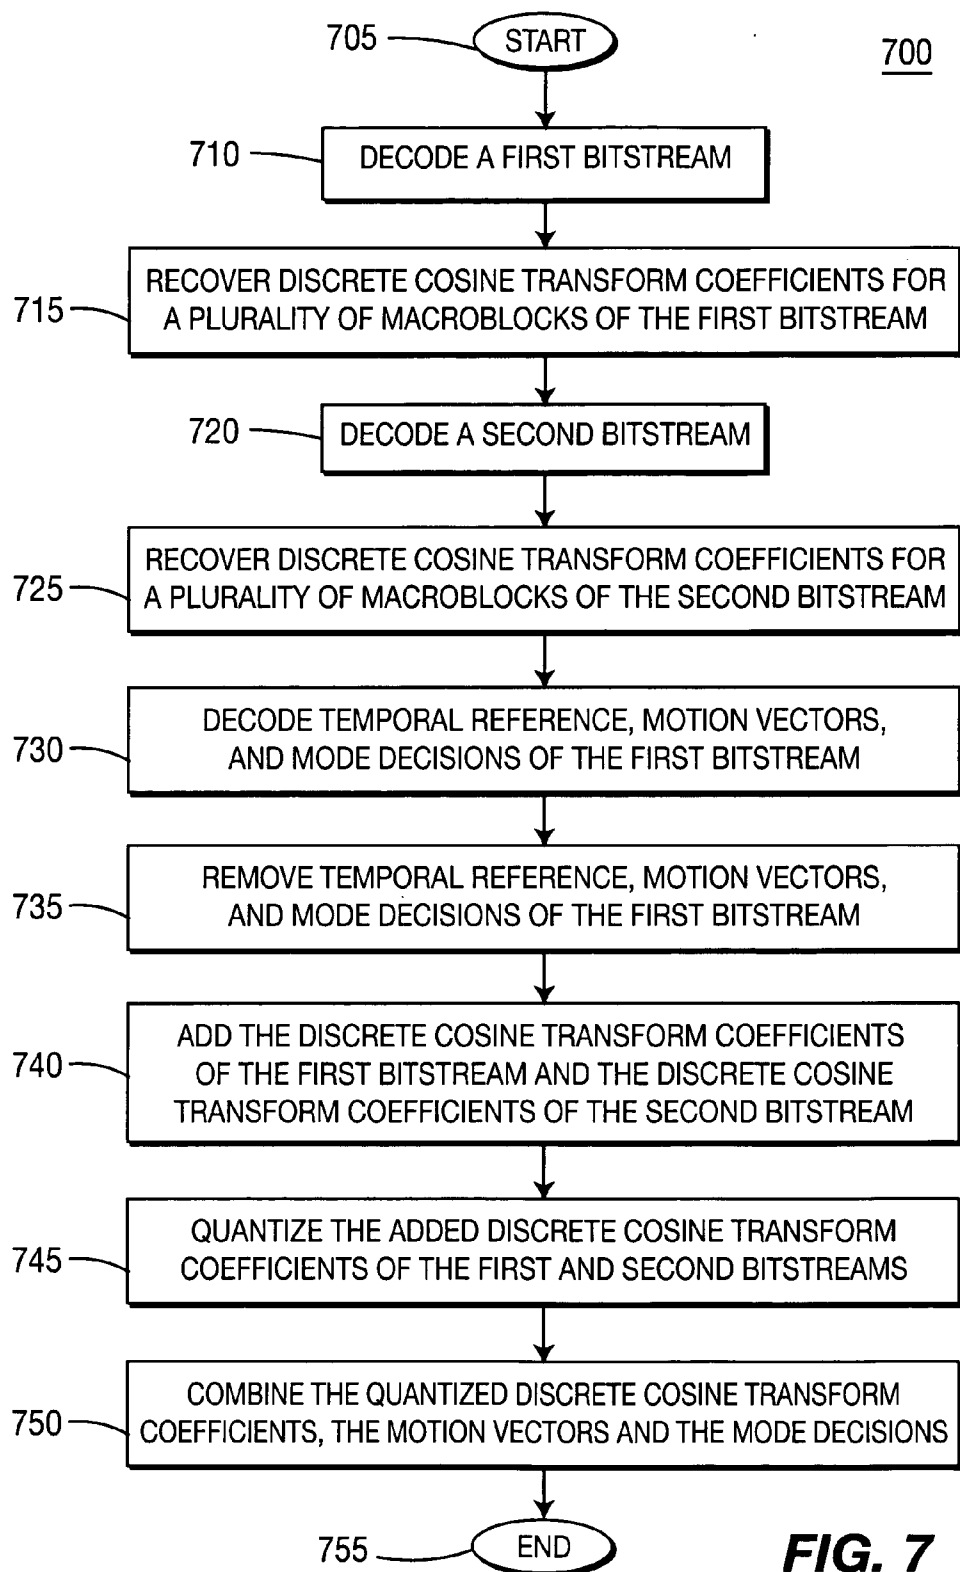 705
START
700
710
DECODE A FIRST BITSTREAM
715
RECOVER DISCRETE COSINE TRANSFORM COEFFICIENTS FOR
A PLURALITY OF MACROBLOCKS OF THE FIRST BITSTREAM
720
DECODE A SECOND BITSTREAM
725
RECOVER DISCRETE COSINE TRANSFORM COEFFICIENTS FOR
A PLURALITY OF MACROBLOCKS OF THE SECOND BITSTREAM
730
DECODE TEMPORAL REFERENCE, MOTION VECTORS,
AND MODE DECISIONS OF THE FIRST BITSTREAM
735
REMOVE TEMPORAL REFERENCE, MOTION VECTORS,
AND MODE DECISIONS OF THE FIRST BITSTREAM
740
ADD THE DISCRETE COSINE TRANSFORM COEFFICIENTS
OF THE FIRST BITSTREAM AND THE DISCRETE COSINE
TRANSFORM COEFFICIENTS OF THE SECOND BITSTREAM
745
QUANTIZE THE ADDED DISCRETE COSINE TRANSFORM
COEFFICIENTS OF THE FIRST AND SECOND BITSTREAMS
750
COMBINE THE QUANTIZED DISCRETE COSINE TRANSFORM
COEFFICIENTS, THE MOTION VECTORS AND THE MODE DECISIONS
755
END
FIG. 7